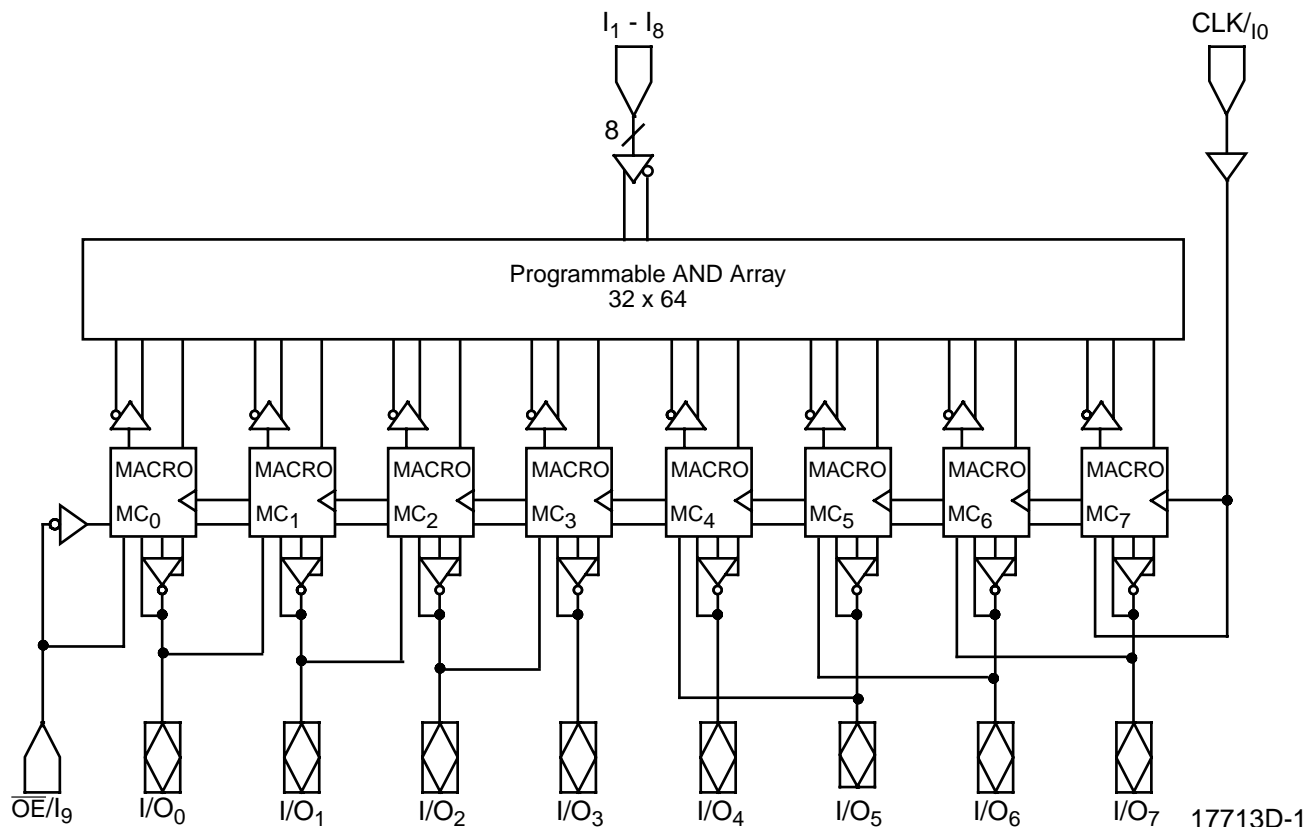 I₁ - I₈
CLK/I0
8
Programmable AND Array
32 x 64
MACRO MACRO MACRO MACRO MACRO MACRO MACRO MACRO
MC₀ MC₁ MC₂ MC₃ MC₄ MC₅ MC₆ MC₇
O̅E̅/I₉ I/O₀ I/O₁ I/O₂ I/O₃ I/O₄ I/O₅ I/O₆ I/O₇ 17713D-1